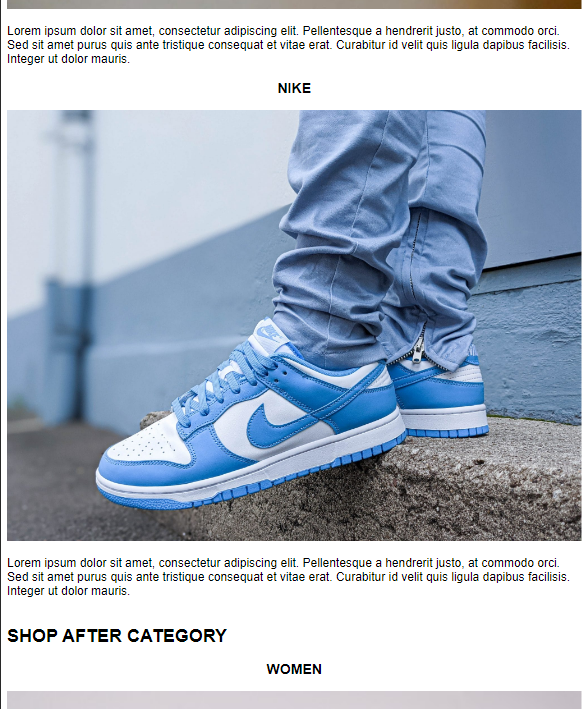 Lorem ipsum dolor sit amet, consectetur adipiscing elit. Pellentesque a hendrerit justo, at commodo orci.
Sed sit amet purus quis ante tristique consequat et vitae erat. Curabitur id velit quis ligula dapibus facilisis.
Integer ut dolor mauris.
NIKE
Lorem ipsum dolor sit amet, consectetur adipiscing elit. Pellentesque a hendrerit justo, at commodo orci.
Sed sit amet purus quis ante tristique consequat et vitae erat. Curabitur id velit quis ligula dapibus facilisis.
Integer ut dolor mauris.
SHOP AFTER CATEGORY
WOMEN